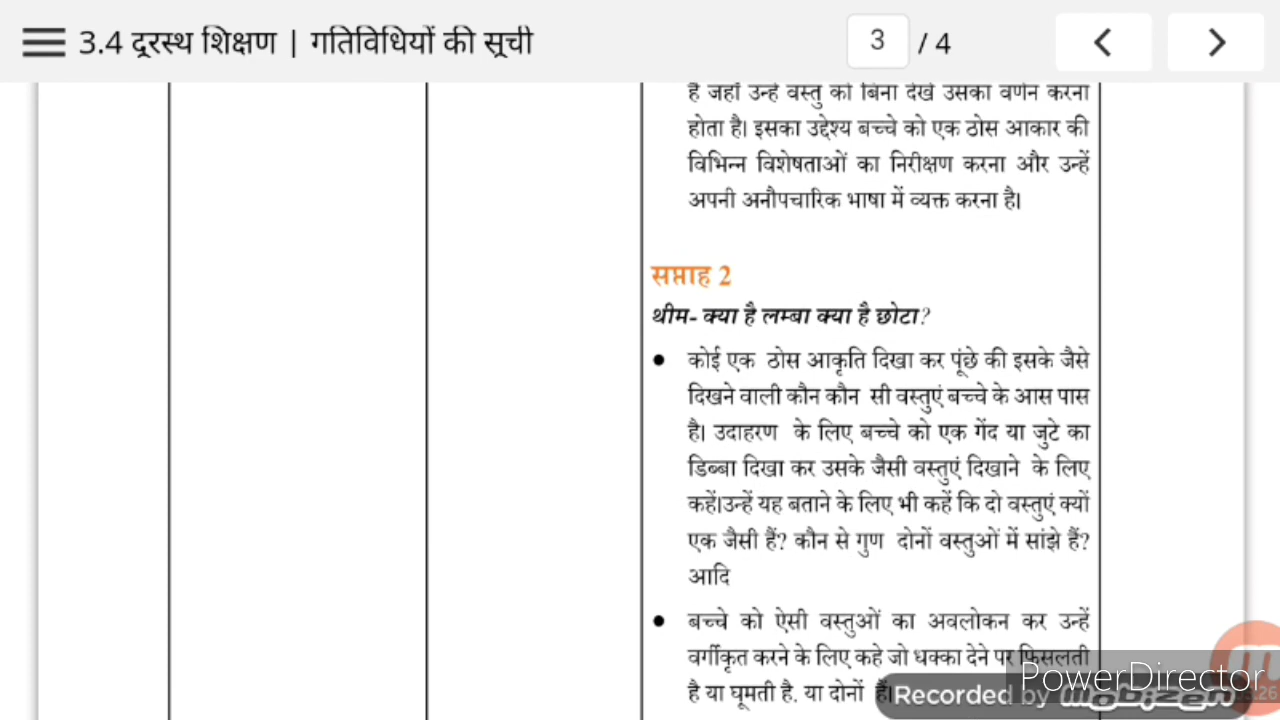 3.4 दूरस्थ शिक्षण | गतिविधियों की सूची
3 / 4
है जहाँ उन्हें वस्तु को बिना देखे उसका वर्णन करना
होता है। इसका उद्देश्य बच्चे को एक ठोस आकार की
विभिन्न विशेषताओं का निरीक्षण करना और उन्हें
अपनी अनौपचारिक भाषा में व्यक्त करना है।
सप्ताह 2
थीम- क्या है लम्बा क्या है छोटा?
● कोई एक ठोस आकृति दिखा कर पूंछे की इसके जैसे
दिखने वाली कौन कौन सी वस्तुएं बच्चे के आस पास
है। उदाहरण के लिए बच्चे को एक गेंद या जुटे का
डिब्बा दिखा कर उसके जैसी वस्तुएं दिखाने के लिए
कहें।उन्हें यह बताने के लिए भी कहें कि दो वस्तुएं क्यों
एक जैसी हैं? कौन से गुण दोनों वस्तुओं में सांझे हैं?
आदि
● बच्चे को ऐसी वस्तुओं का अवलोकन कर उन्हें
वर्गीकृत करने के लिए कहे जो धक्का देने पर फिसलती
है या घूमती है. या दोनों हैं।
PowerDirector
Recorded by mobizen